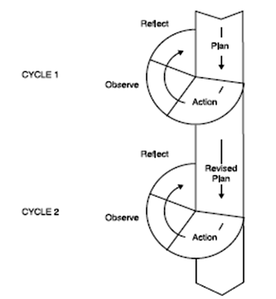 Reflect
Plan
CYCLE 1
Observe
Action
Reflect
Revised
Plan
CYCLE 2
Observe
Action